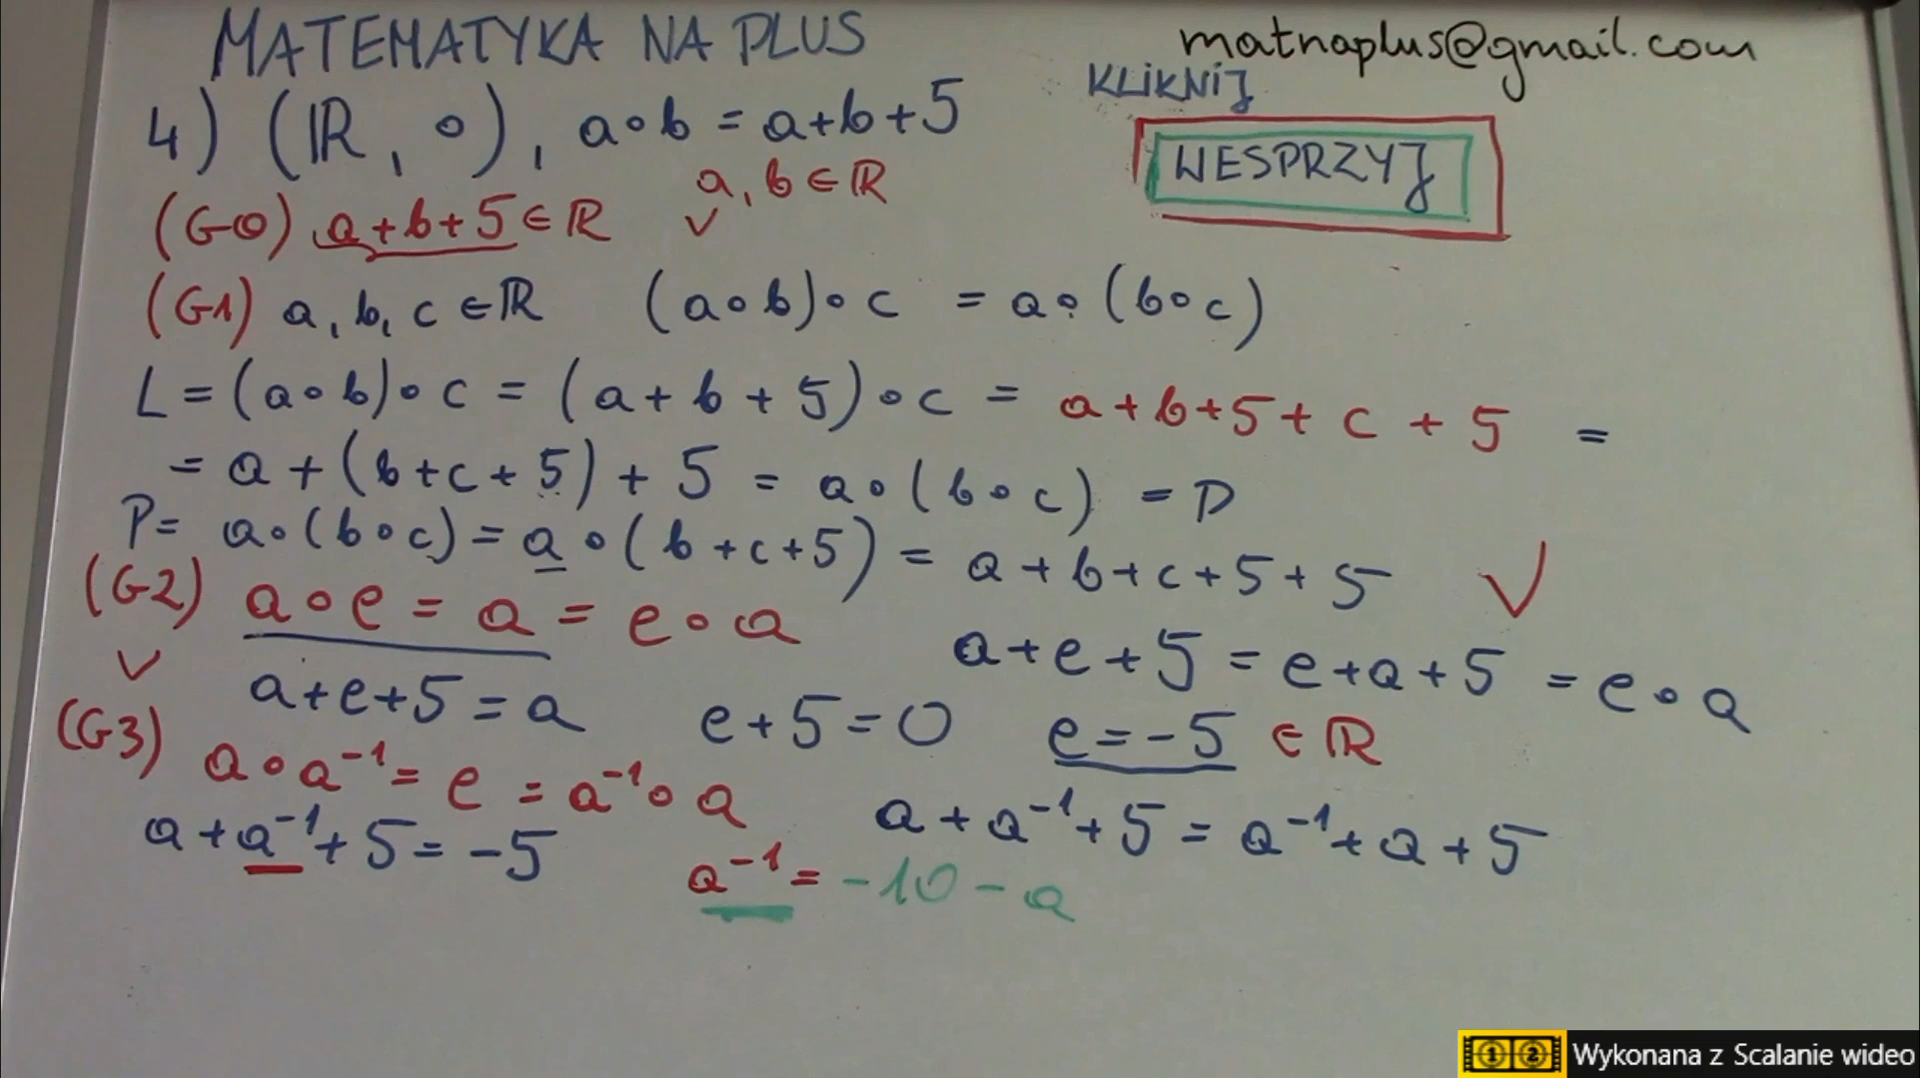 MATEMATYKA NA PLUS
matnaplus@gmail.com
KLIKNIJ
WESPRZYJ
4) (ℝ, ∘), a∘b = a+b+5
a, b ∈ ℝ
(G0) a+b+5 ∈ ℝ ✓
(G1) a, b, c ∈ ℝ (a∘b)∘c = a∘(b∘c)
L = (a∘b)∘c = (a+b+5)∘c = a+b+5+c+5 =
= a+(b+c+5)+5 = a∘(b∘c) = P
P = a∘(b∘c) = a∘(b+c+5) = a+b+c+5+5 ✓
(G2) a∘e = a = e∘a
a+e+5 = e+a+5 = e∘a
✓ a+e+5 = a e+5 = 0 e = -5 ∈ ℝ
(G3) a∘a⁻¹ = e = a⁻¹∘a
a+a⁻¹+5 = -5 a+a⁻¹+5 = a⁻¹+a+5
a⁻¹ = -10-a
1 2 Wykonana z Scalanie wideo